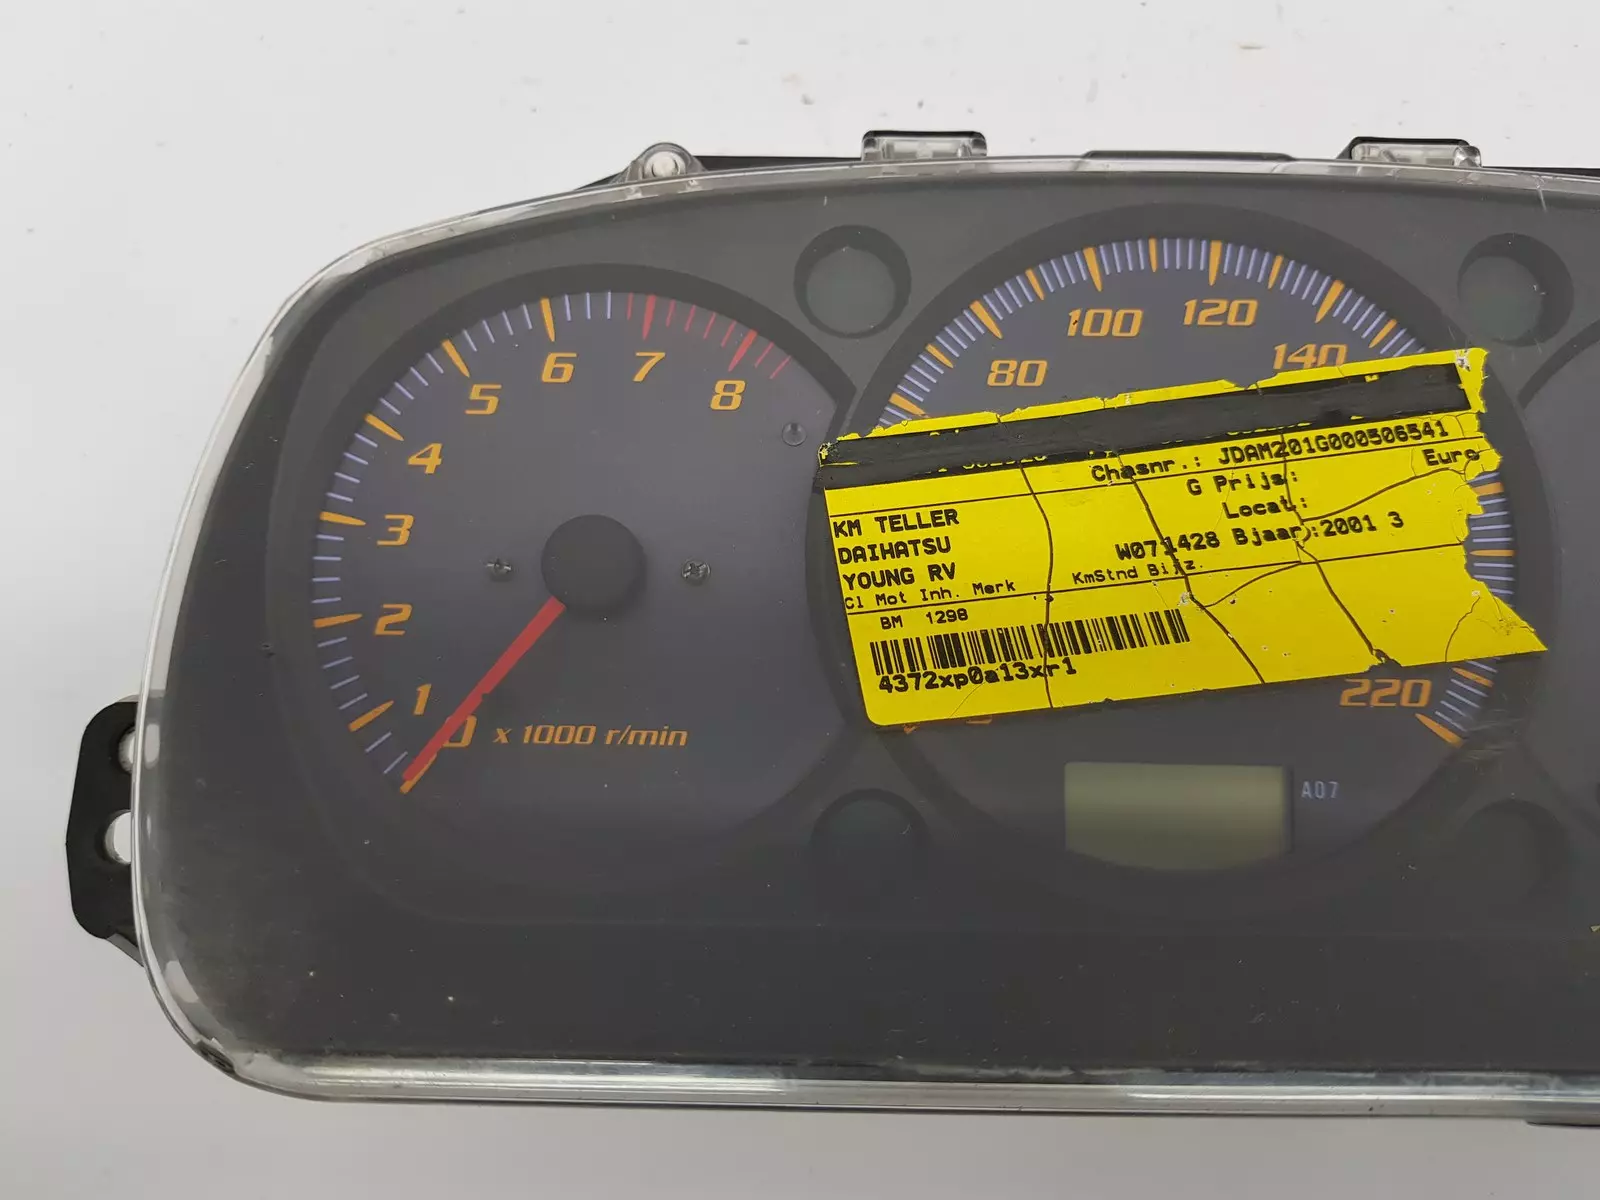 6
7
8
5
4
3
2
1
0
x 1000 r/min
80
100
120
140
220
A07
Chasnr.: JDAM201G000506541
G Prijs: Euro
Locat.:
KM TELLER
DAIHATSU
YOUNG RV
W071428 Bjaar.:2001 3
Cl Mot Inh. Merk KmStnd Bijz.
BM 1298
4372xp0a13xr1